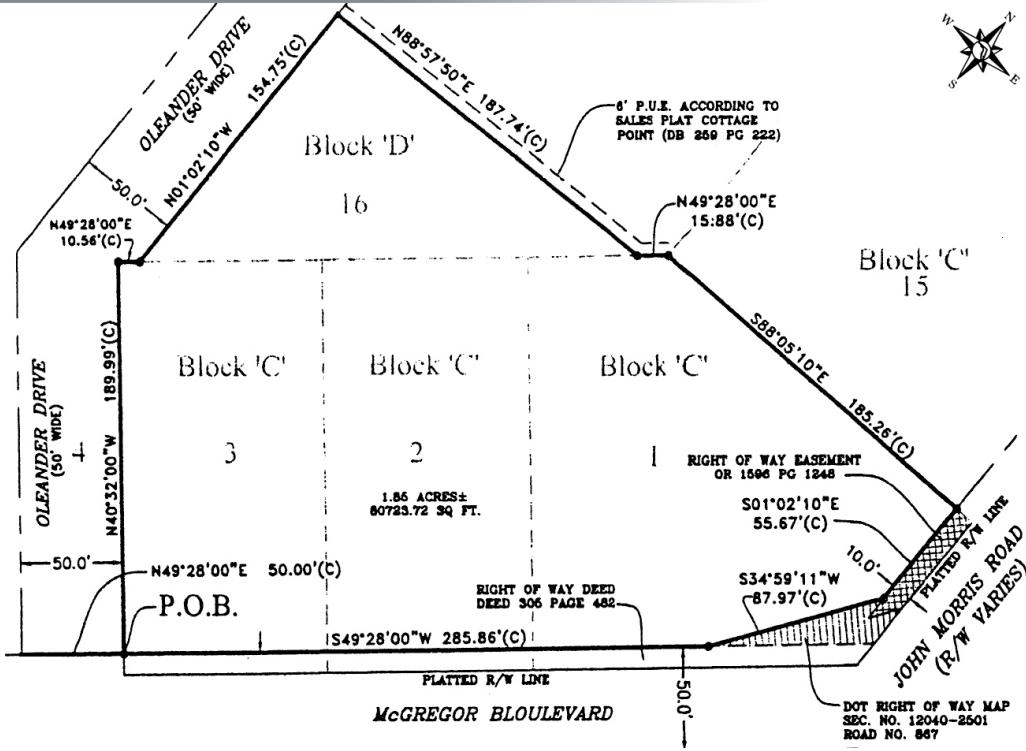 OLEANDER DRIVE
(50' WIDE)
N01°02'10"W 154.75'(C)
N88°57'50"E 187.74'(C)
W
N
S
E
6' P.U.E. ACCORDING TO
SALES PLAT COTTAGE
POINT (DB 259 PG 222)
Block 'D'
16
50.0'
N49°28'00"E
10.56'(C)
N49°28'00"E
15.88'(C)
Block 'C'
15
S88°05'10"E 185.26'(C)
OLEANDER DRIVE
(50' WIDE)
4
N40°32'00"W 189.99'(C)
Block 'C'
3
Block 'C'
2
Block 'C'
1
1.85 ACRES±
80723.72 SQ FT.
RIGHT OF WAY EASEMENT
OR 1596 PG 1248
S01°02'10"E
55.67'(C)
10.0'
PLATTED R/W LINE
JOHN MORRIS ROAD
(R/W VARIES)
50.0'
N49°28'00"E 50.00'(C)
P.O.B.
RIGHT OF WAY DEED
DEED 305 PAGE 482
S34°59'11"W
87.97'(C)
S49°28'00"W 285.86'(C)
PLATTED R/W LINE
McGREGOR BLOULEVARD
50.0'
DOT RIGHT OF WAY MAP
SEC. NO. 12040-2501
ROAD NO. 867